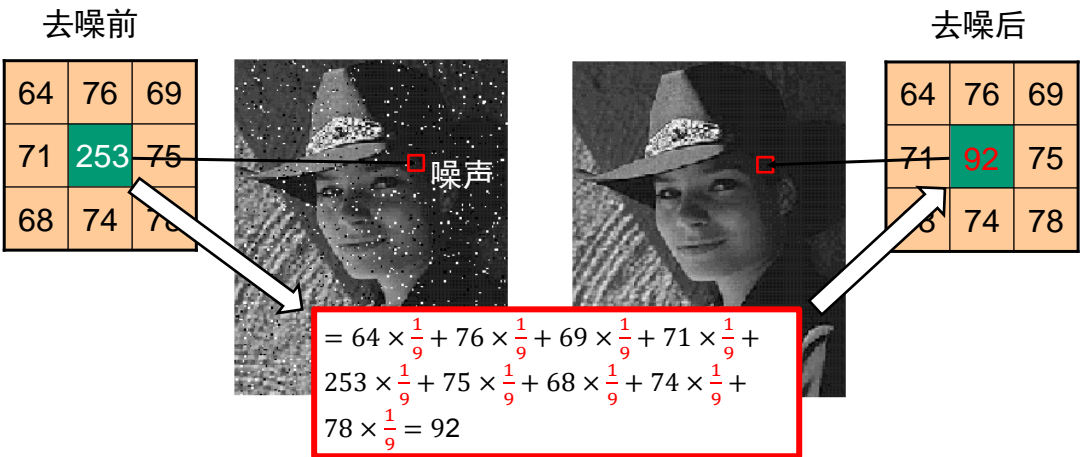 去噪前
去噪后
64 76 69
71 253 75
68 74 78
噪声
64 76 69
71 92 75
68 74 78
= 64 × 1/9 + 76 × 1/9 + 69 × 1/9 + 71 × 1/9 +
253 × 1/9 + 75 × 1/9 + 68 × 1/9 + 74 × 1/9 +
78 × 1/9 = 92